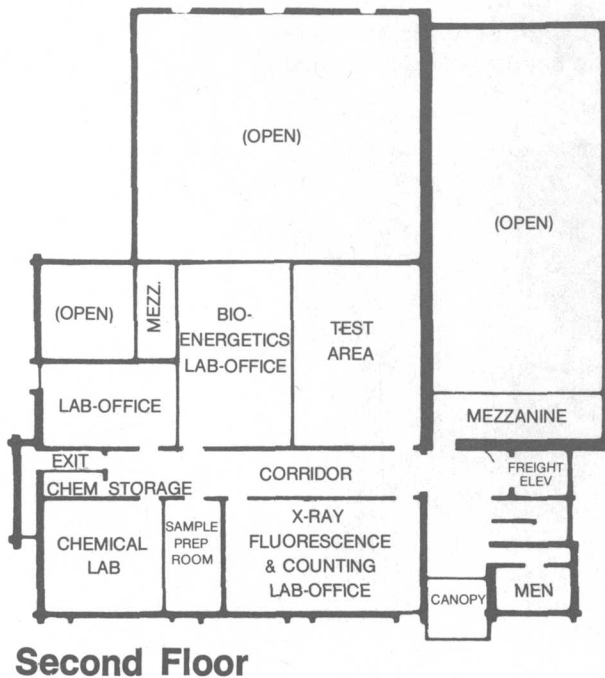 (OPEN)
(OPEN)
(OPEN)
MEZZ.
BIO-
ENERGETICS
LAB-OFFICE
TEST
AREA
LAB-OFFICE
MEZZANINE
EXIT
CHEM STORAGE
CORRIDOR
FREIGHT
ELEV
CHEMICAL
LAB
SAMPLE
PREP
ROOM
X-RAY
FLUORESCENCE
& COUNTING
LAB-OFFICE
CANOPY
MEN
Second Floor